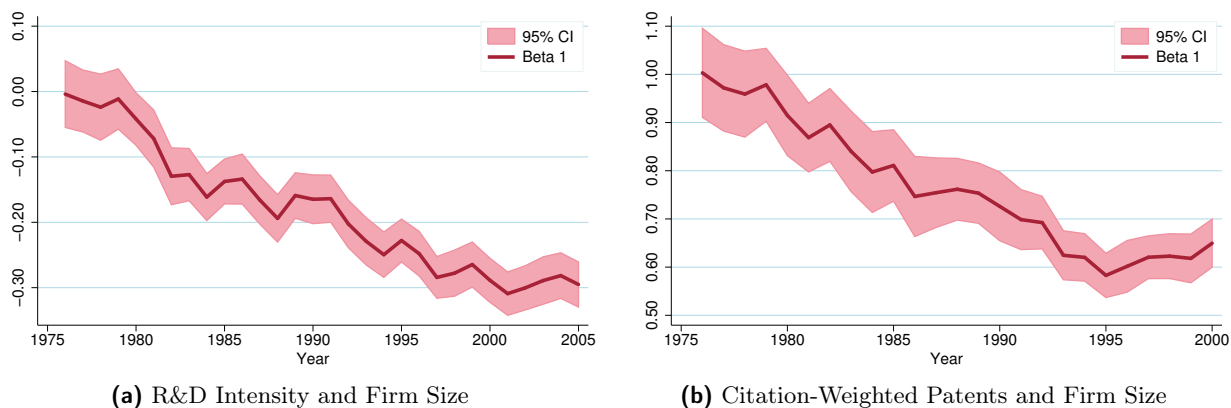 0.10
0.00
−0.10
−0.20
−0.30
1975 1980 1985 1990 1995 2000 2005
Year
95% CI
Beta 1
(a) R&D Intensity and Firm Size
1.10
1.00
0.90
0.80
0.70
0.60
0.50
1975 1980 1985 1990 1995 2000
Year
95% CI
Beta 1
(b) Citation-Weighted Patents and Firm Size